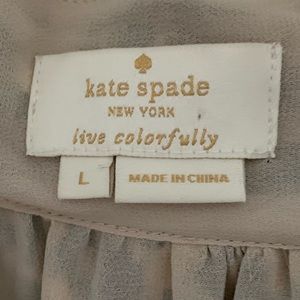 kate spade
NEW YORK
live colorfully
L
MADE IN CHINA